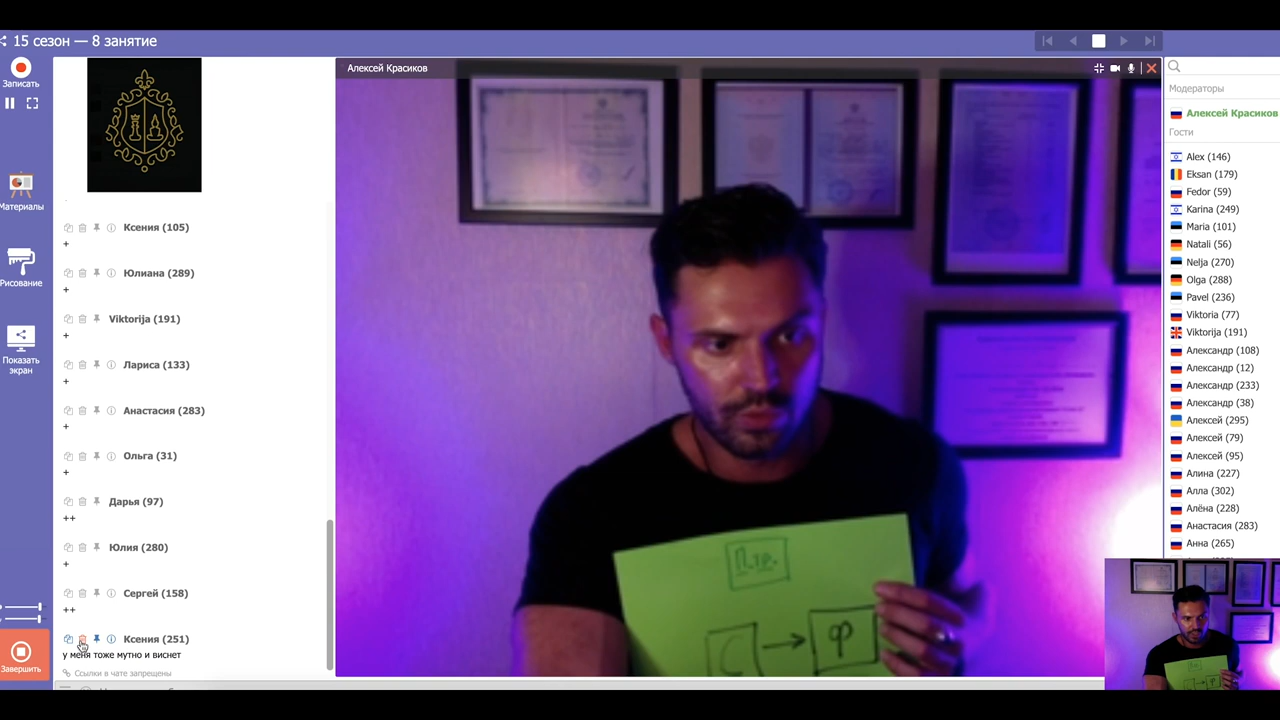 15 сезон — 8 занятие
Записать
Материалы
Рисование
Показать
экран
Завершить
Ксения (105)
+
Юлиана (289)
+
Viktorija (191)
+
Лариса (133)
+
Анастасия (283)
+
Ольга (31)
+
Дарья (97)
++
Юлия (280)
+
Сергей (158)
++
Ксения (251)
у меня тоже мутно и виснет
Ссылки в чате запрещены
Алексей Красиков
Птр.
С → Ф
Модераторы
Алексей Красиков
Гости
Alex (146)
Eksan (179)
Fedor (59)
Karina (249)
Maria (101)
Natali (56)
Nelja (270)
Olga (288)
Pavel (236)
Viktoria (77)
Viktorija (191)
Александр (108)
Александр (12)
Александр (233)
Александр (38)
Алексей (295)
Алексей (79)
Алексей (95)
Алина (227)
Алла (302)
Алёна (228)
Анастасия (283)
Анна (265)